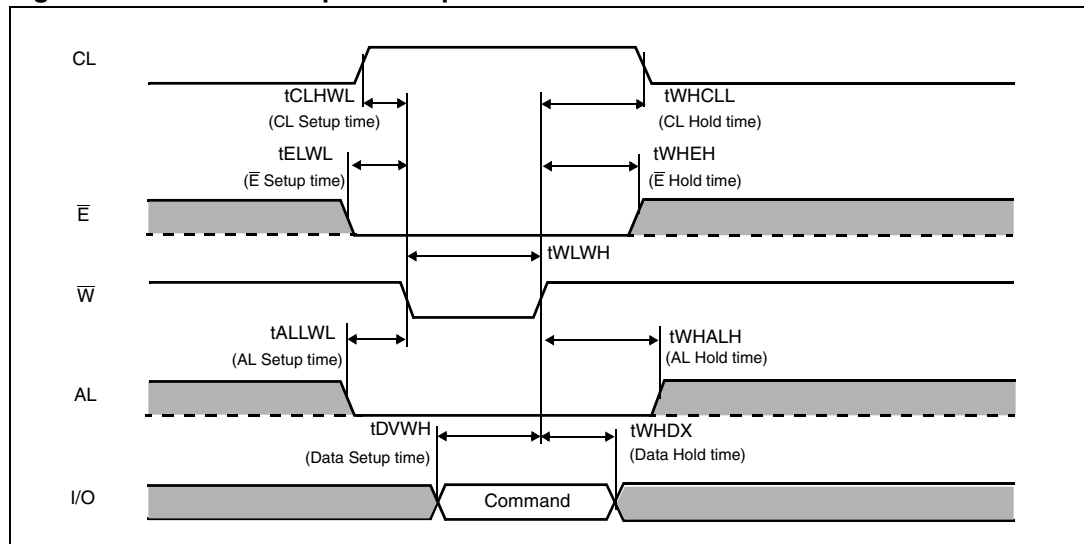 CL
tCLHWL
(CL Setup time)
tWHCLL
(CL Hold time)
tELWL
(E̅ Setup time)
tWHEH
(E̅ Hold time)
E̅
tWLWH
W̅
tALLWL
(AL Setup time)
tWHALH
(AL Hold time)
AL
tDVWH
(Data Setup time)
tWHDX
(Data Hold time)
I/O
Command